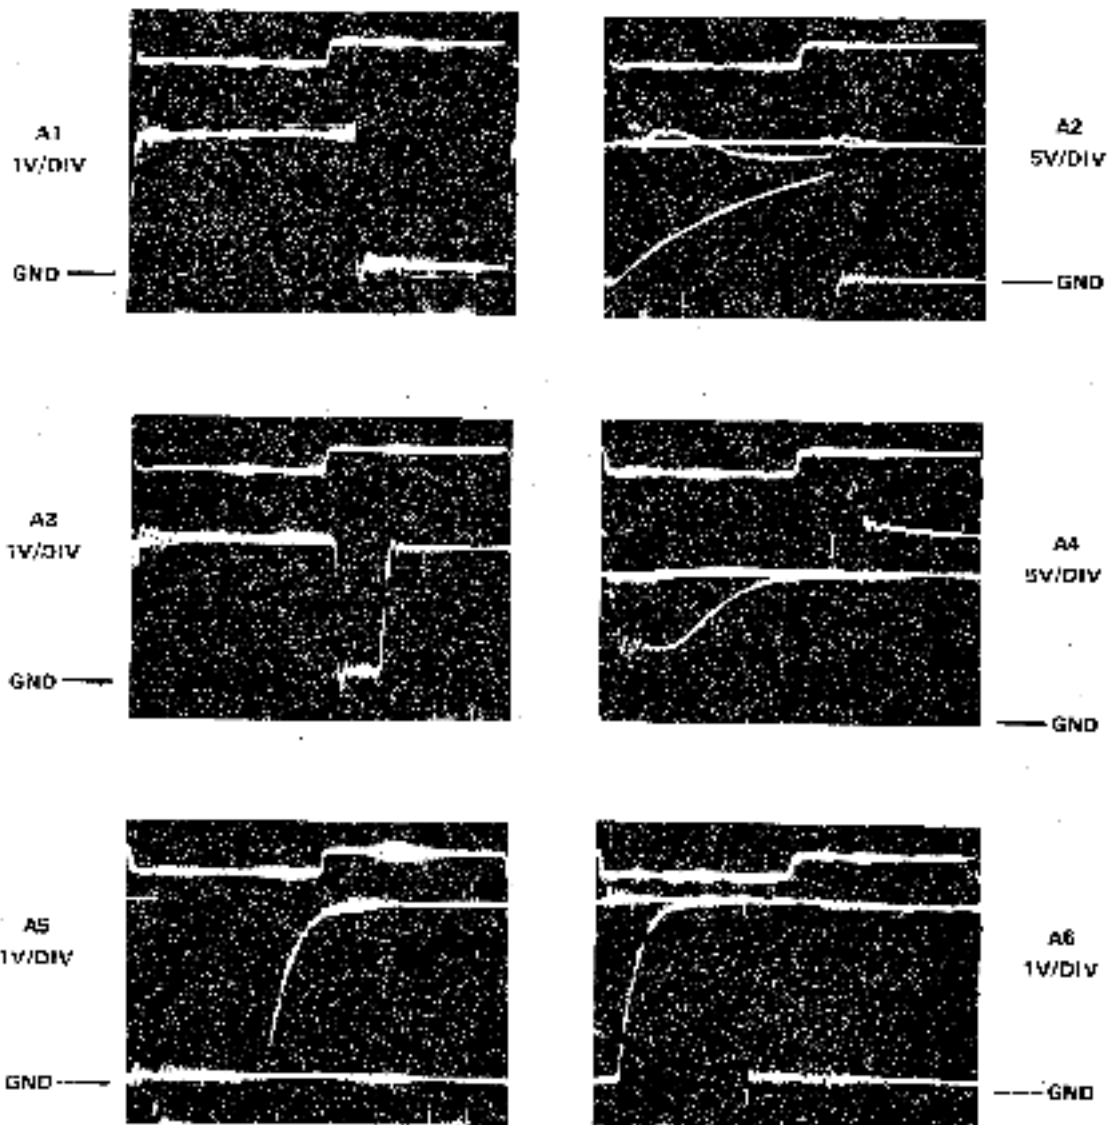 A1
1V/DIV
GND
A2
5V/DIV
GND
A3
1V/DIV
GND
A4
5V/DIV
GND
A5
1V/DIV
GND
A6
1V/DIV
GND